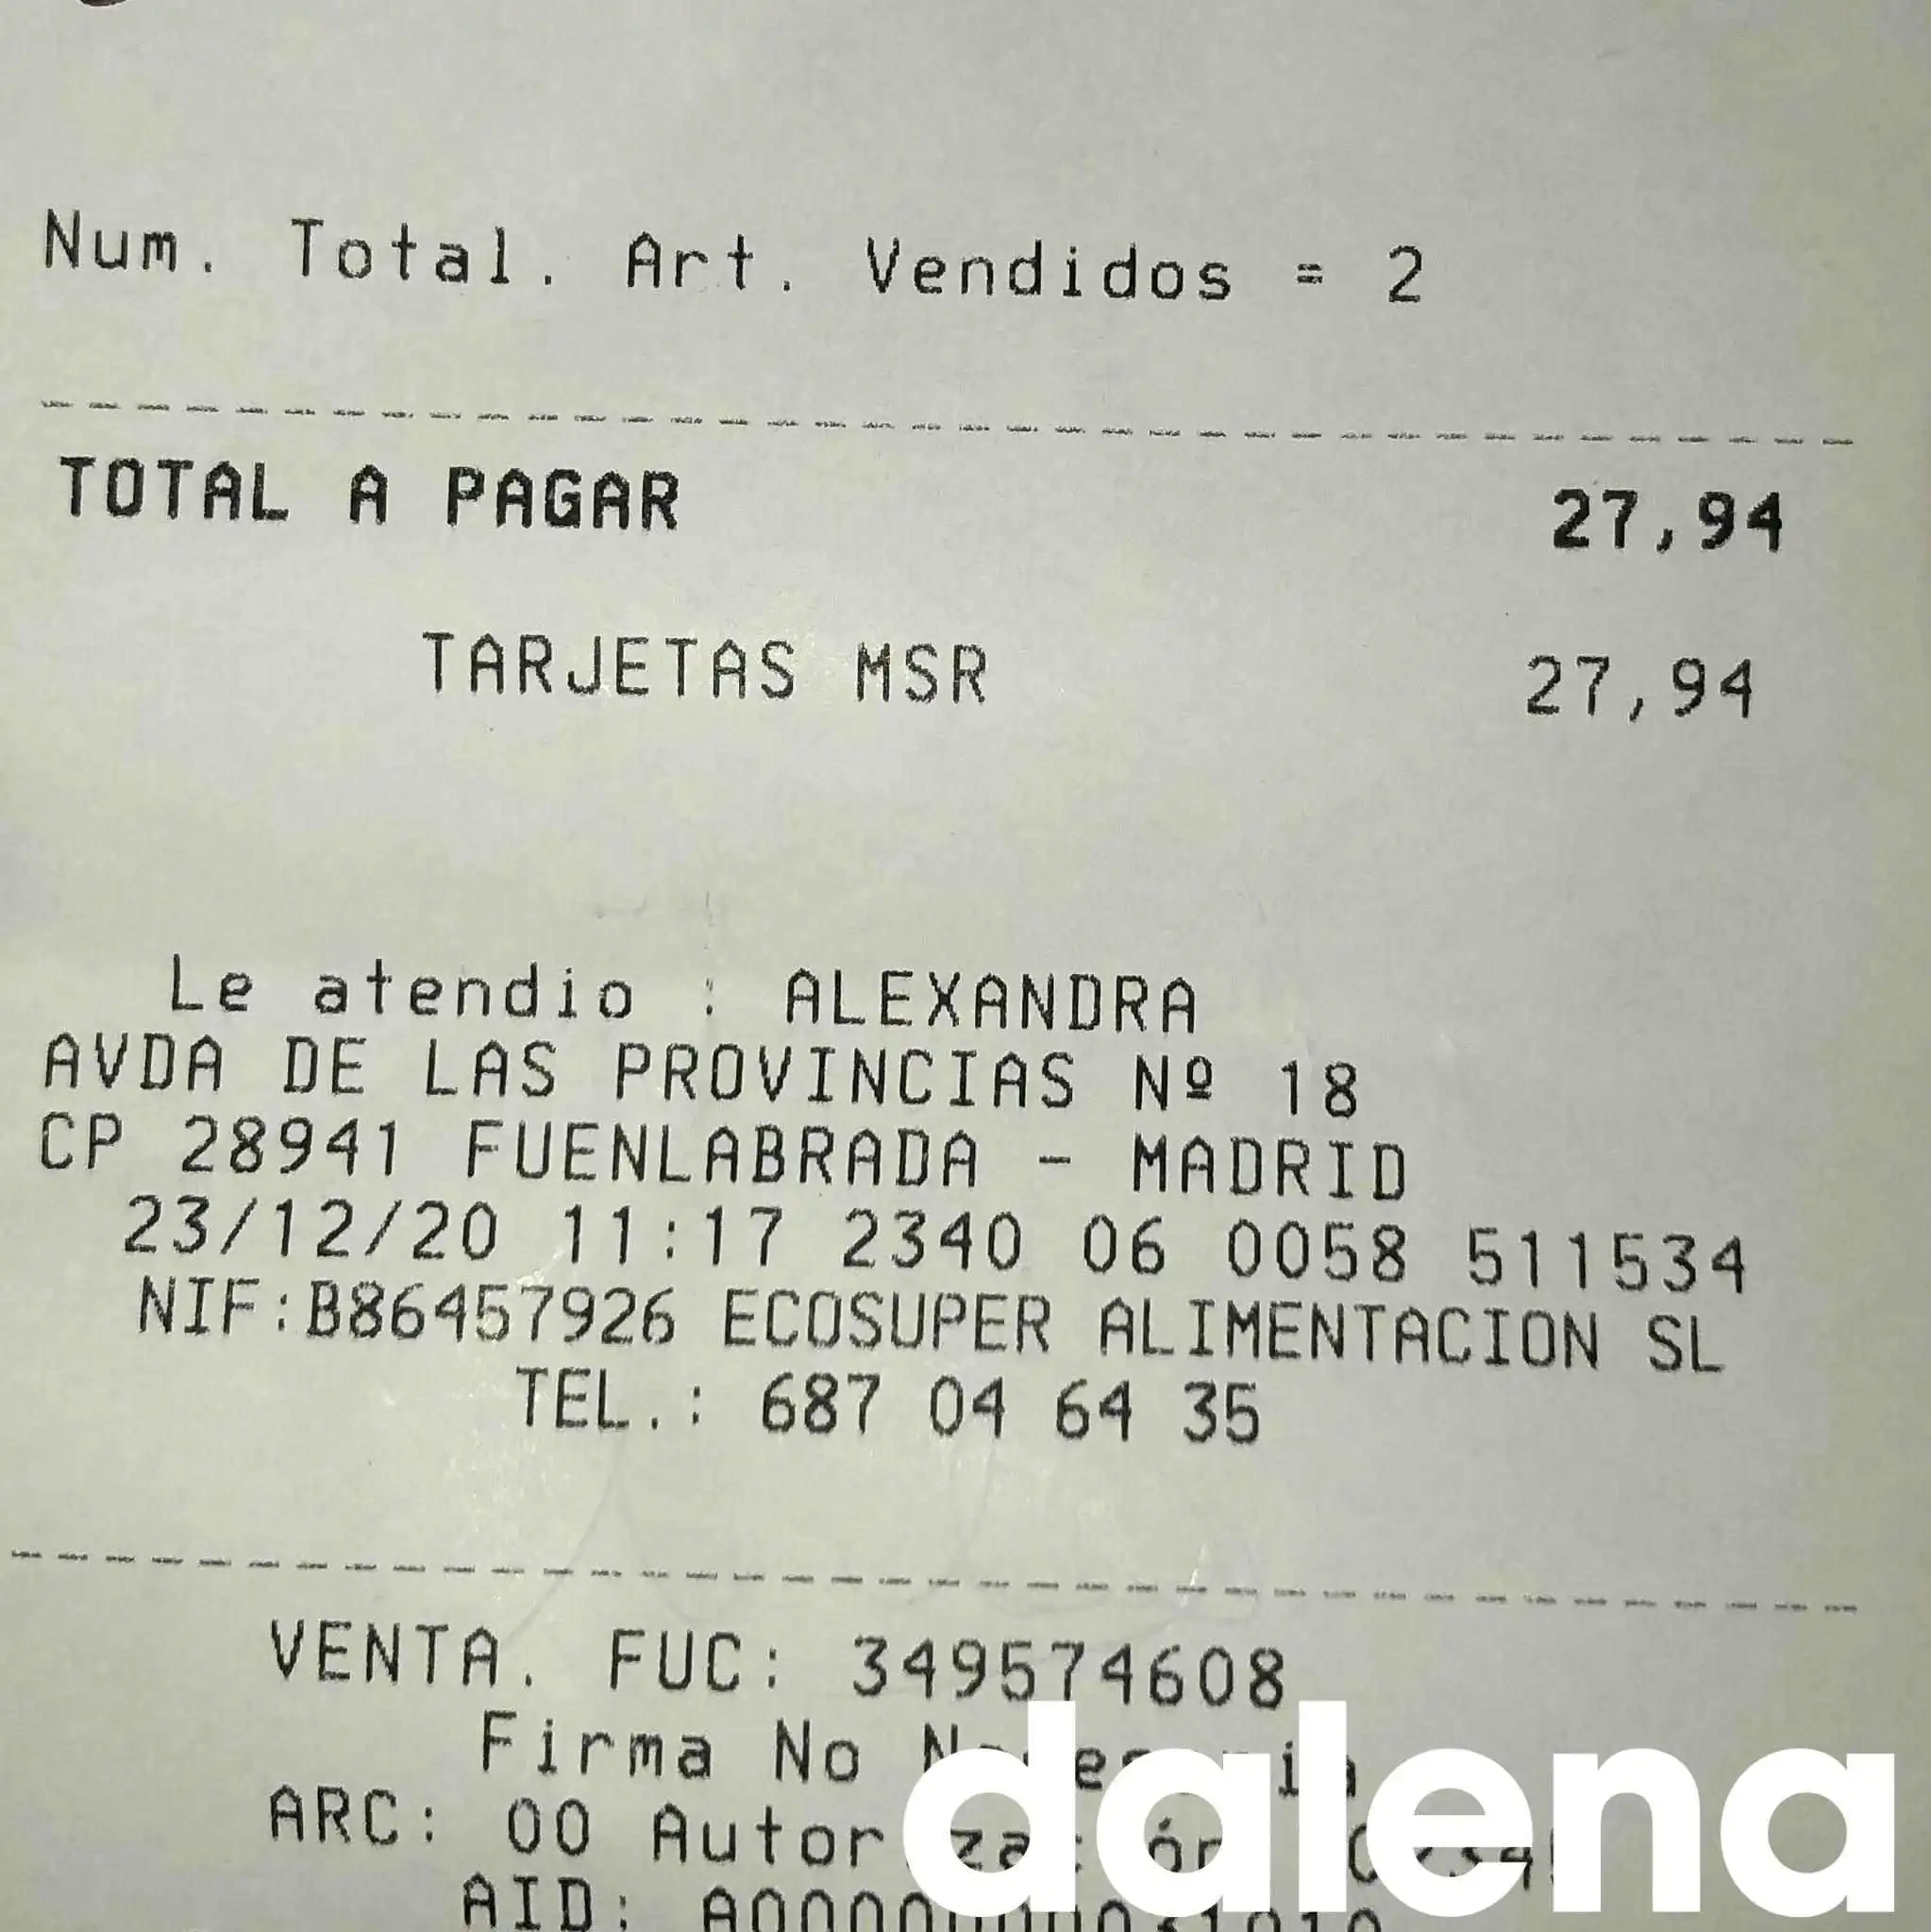 Num. Total. Art. Vendidos = 2
TOTAL A PAGAR 27,94
TARJETAS MSR 27,94
Le atendio : ALEXANDRA
AVDA DE LAS PROVINCIAS Nº 18
CP 28941 FUENLABRADA - MADRID
23/12/20 11:17 2340 06 0058 511534
NIF:B86457926 ECOSUPER ALIMENTACION SL
TEL.: 687 04 64 35
VENTA. FUC: 349574608
Firma No
ARC: 00
AID:
dalena